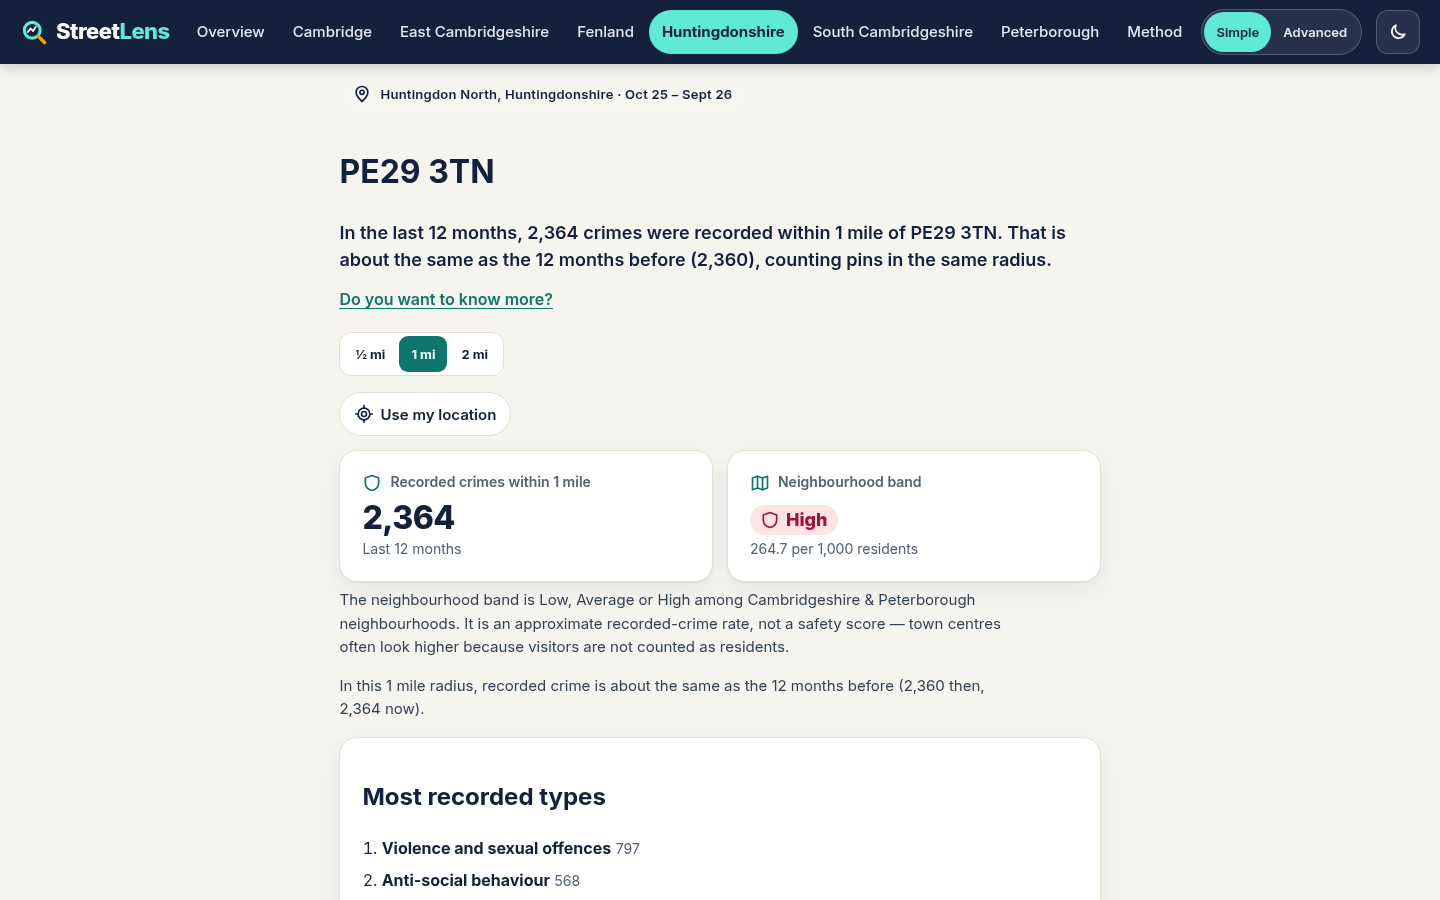 StreetLens
Overview
Cambridge
East Cambridgeshire
Fenland
Huntingdonshire
South Cambridgeshire
Peterborough
Method
Simple
Advanced
Huntingdon North, Huntingdonshire · Oct 25 – Sept 26
PE29 3TN
In the last 12 months, 2,364 crimes were recorded within 1 mile of PE29 3TN. That is
about the same as the 12 months before (2,360), counting pins in the same radius.
Do you want to know more?
½ mi
1 mi
2 mi
Use my location
Recorded crimes within 1 mile
2,364
Last 12 months
Neighbourhood band
High
264.7 per 1,000 residents
The neighbourhood band is Low, Average or High among Cambridgeshire & Peterborough
neighbourhoods. It is an approximate recorded-crime rate, not a safety score — town centres
often look higher because visitors are not counted as residents.
In this 1 mile radius, recorded crime is about the same as the 12 months before (2,360 then,
2,364 now).
Most recorded types
1. Violence and sexual offences 797
2. Anti-social behaviour 568